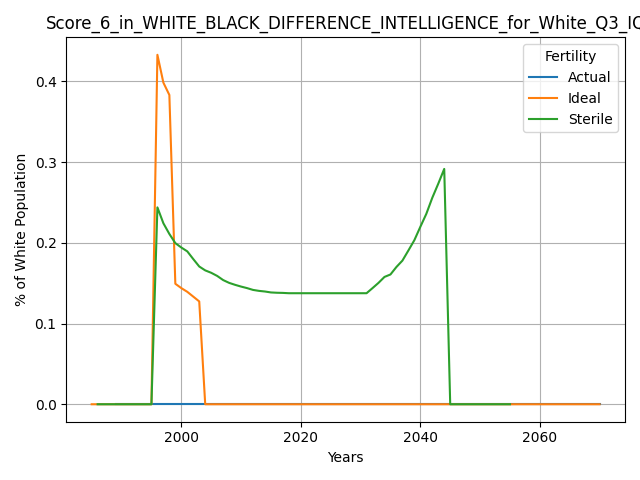 Score_6_in_WHITE_BLACK_DIFFERENCE_INTELLIGENCE_for_White_Q3_IQ
Fertility
Actual
Ideal
Sterile
% of White Population
0.4
0.3
0.2
0.1
0.0
2000 2020 2040 2060
Years